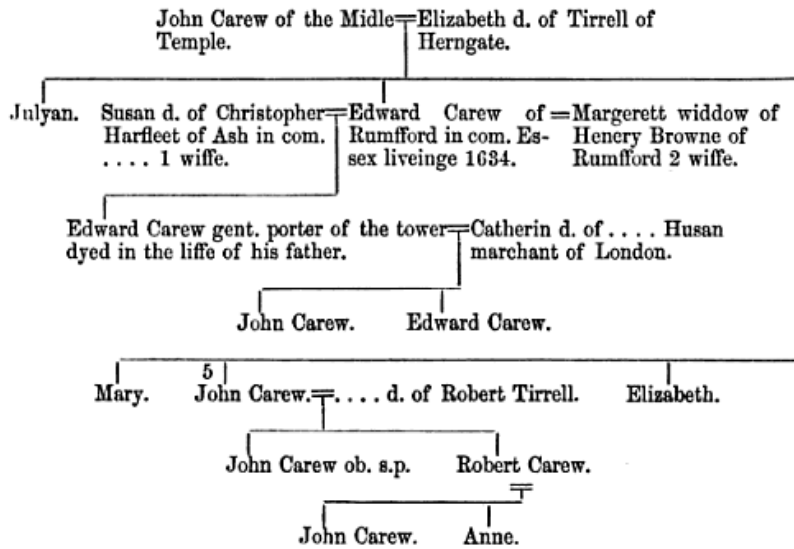 John Carew of the Midle Temple.
Elizabeth d. of Tirrell of Herngate.
Julyan.
Susan d. of Christopher
Harfleet of Ash in com.
. . . . 1 wiffe.
Edward Carew of
Rumfford in com. Es-
sex liveinge 1634.
Margerett widdow of
Henery Browne of
Rumfford 2 wiffe.
Edward Carew gent. porter of the tower
dyed in the liffe of his father.
Catherin d. of . . . . Husan
marchant of London.
John Carew.
Edward Carew.
Mary.
5
John Carew.
. . . . d. of Robert Tirrell.
Elizabeth.
John Carew ob. s.p.
Robert Carew.
John Carew.
Anne.